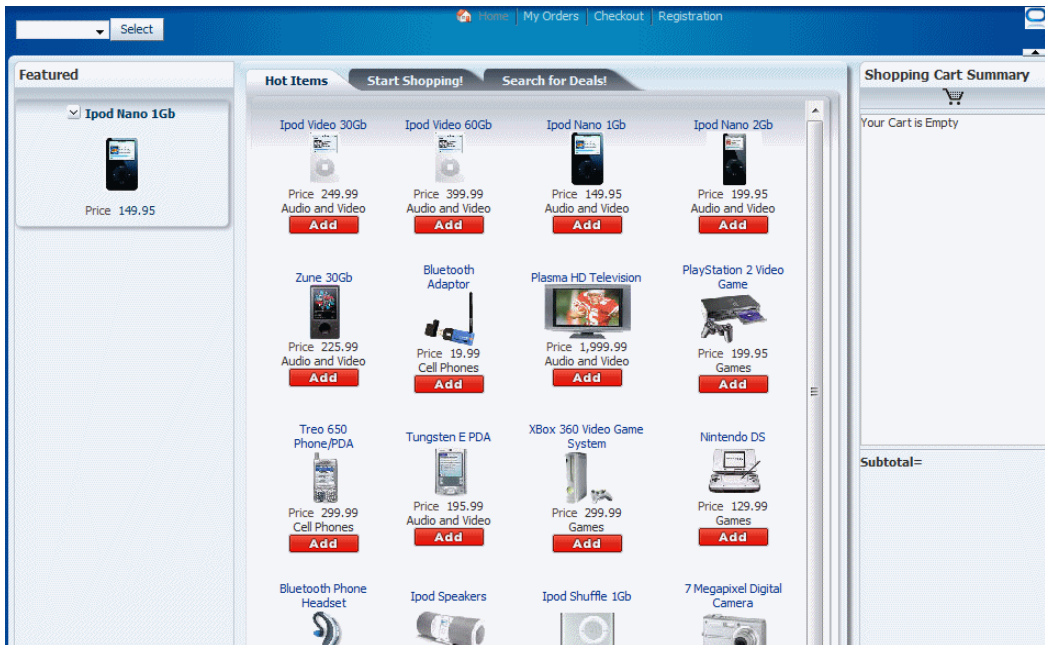 Select
Home
My Orders
Checkout
Registration
Featured
Ipod Nano 1Gb
Price 149.95
Hot Items
Start Shopping!
Search for Deals!
Ipod Video 30Gb
Price 249.99
Audio and Video
Add
Ipod Video 60Gb
Price 399.99
Audio and Video
Add
Ipod Nano 1Gb
Price 149.95
Audio and Video
Add
Ipod Nano 2Gb
Price 199.95
Audio and Video
Add
Zune 30Gb
Price 225.99
Audio and Video
Add
Bluetooth
Adaptor
Price 19.99
Cell Phones
Add
Plasma HD Television
Price 1,999.99
Audio and Video
Add
PlayStation 2 Video
Game
Price 199.95
Games
Add
Treo 650
Phone/PDA
Price 299.99
Cell Phones
Add
Tungsten E PDA
Price 195.99
Audio and Video
Add
XBox 360 Video Game
System
Price 299.99
Games
Add
Nintendo DS
Price 129.99
Games
Add
Bluetooth Phone
Headset
Ipod Speakers
Ipod Shuffle 1Gb
7 Megapixel Digital
Camera
Shopping Cart Summary
Your Cart is Empty
Subtotal=